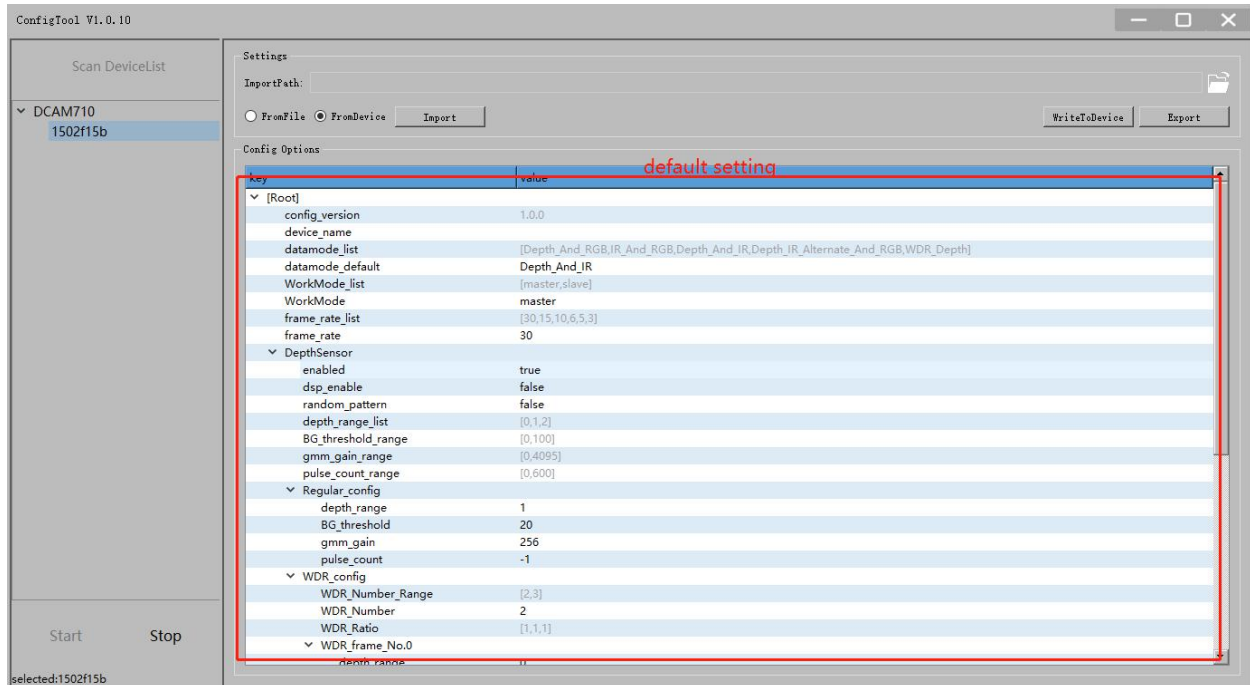 ConfigTool V1.0.10
Scan DeviceList
DCAM710
1502f15b
Start Stop
selected:1502f15b
Settings
ImportPath:
FromFile FromDevice Import WriteToDevice Export
Config Options
default setting
key value
[Root]
config_version 1.0.0
device_name
datamode_list [Depth_And_RGB,IR_And_RGB,Depth_And_IR,Depth_IR_Alternate_And_RGB,WDR_Depth]
datamode_default Depth_And_IR
WorkMode_list [master,slave]
WorkMode master
frame_rate_list [30,15,10,6,5,3]
frame_rate 30
DepthSensor
enabled true
dsp_enable false
random_pattern false
depth_range_list [0,1,2]
BG_threshold_range [0,100]
gmm_gain_range [0,4095]
pulse_count_range [0,600]
Regular_config
depth_range 1
BG_threshold 20
gmm_gain 256
pulse_count -1
WDR_config
WDR_Number_Range [2,3]
WDR_Number 2
WDR_Ratio [1,1,1]
WDR_frame_No.0
depth_range 0